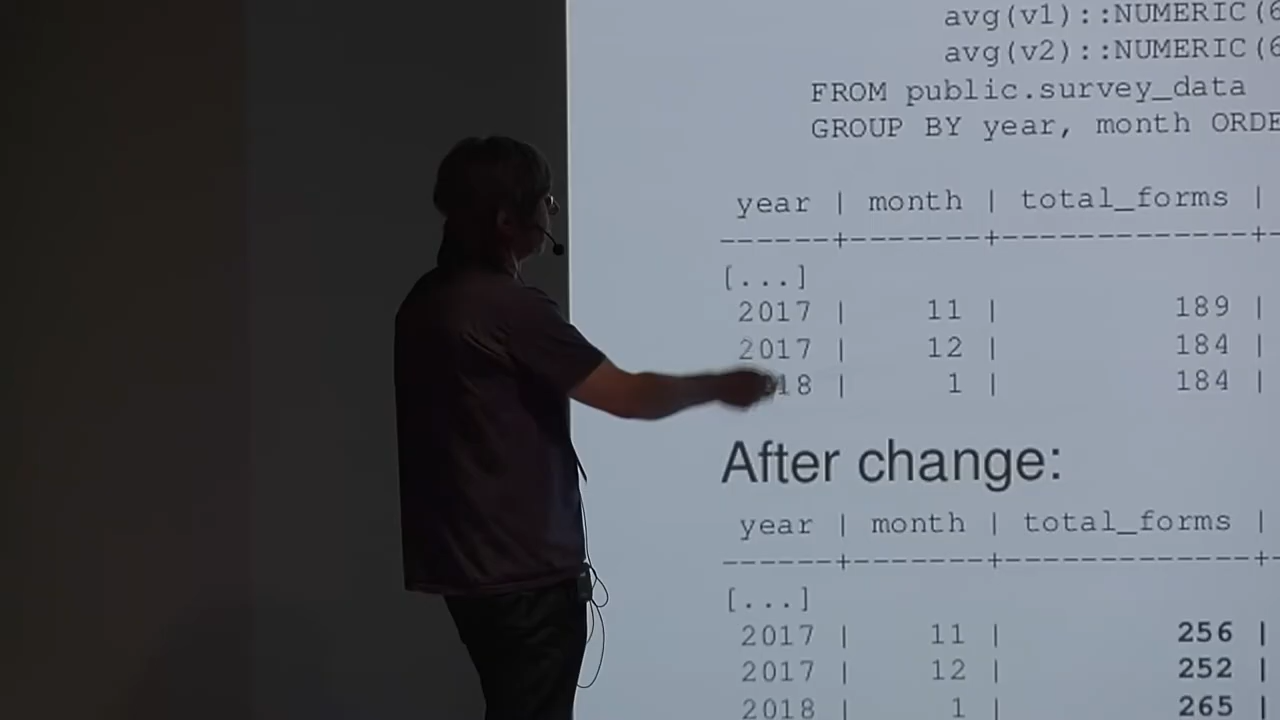 avg(v1)::NUMERIC(6
avg(v2)::NUMERIC(6
FROM public.survey_data
GROUP BY year, month ORDE
year | month | total_forms |
------+-------+-------------+
[...]
2017 | 11 | 189 |
2017 | 12 | 184 |
18 | 1 | 184 |
After change:
year | month | total_forms |
------+-------+-------------+-
[...]
2017 | 11 | 256 |
2017 | 12 | 252 |
2018 | 1 | 265 |